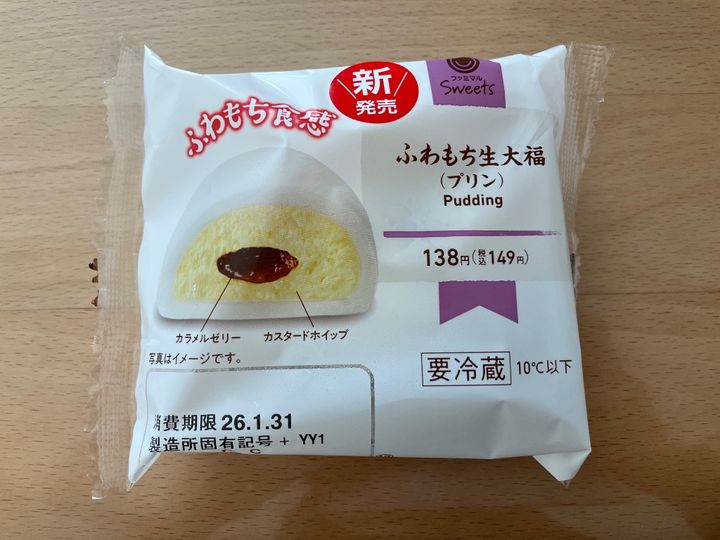 新
発売
ふわもち食感
ファミマル
Sweets
ふわもち生大福
(プリン)
Pudding
138円(税込149円)
カラメルゼリー
カスタードホイップ
写真はイメージです。
要冷蔵 10℃以下
消費期限 26.1.31
製造所固有記号 + YY1